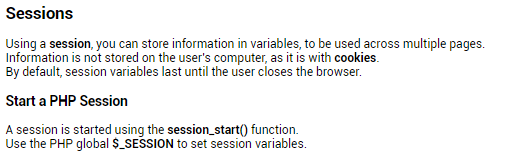 Sessions
Using a session, you can store information in variables, to be used across multiple pages.
Information is not stored on the user's computer, as it is with cookies.
By default, session variables last until the user closes the browser.
Start a PHP Session
A session is started using the session_start() function.
Use the PHP global $_SESSION to set session variables.